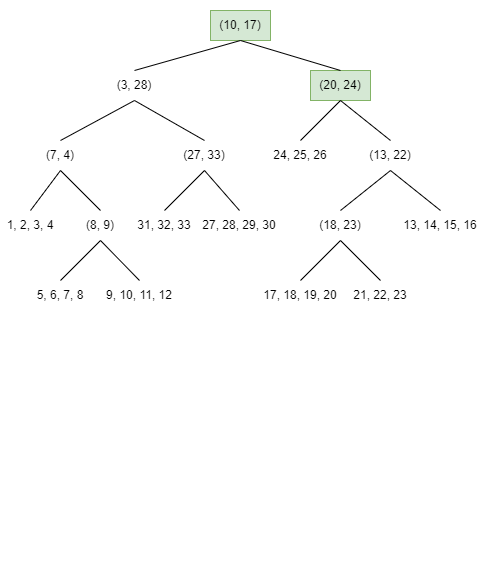 (10, 17)
(3, 28)
(20, 24)
(7, 4)
(27, 33)
24, 25, 26
(13, 22)
1, 2, 3, 4
(8, 9)
31, 32, 33
27, 28, 29, 30
(18, 23)
13, 14, 15, 16
5, 6, 7, 8
9, 10, 11, 12
17, 18, 19, 20
21, 22, 23